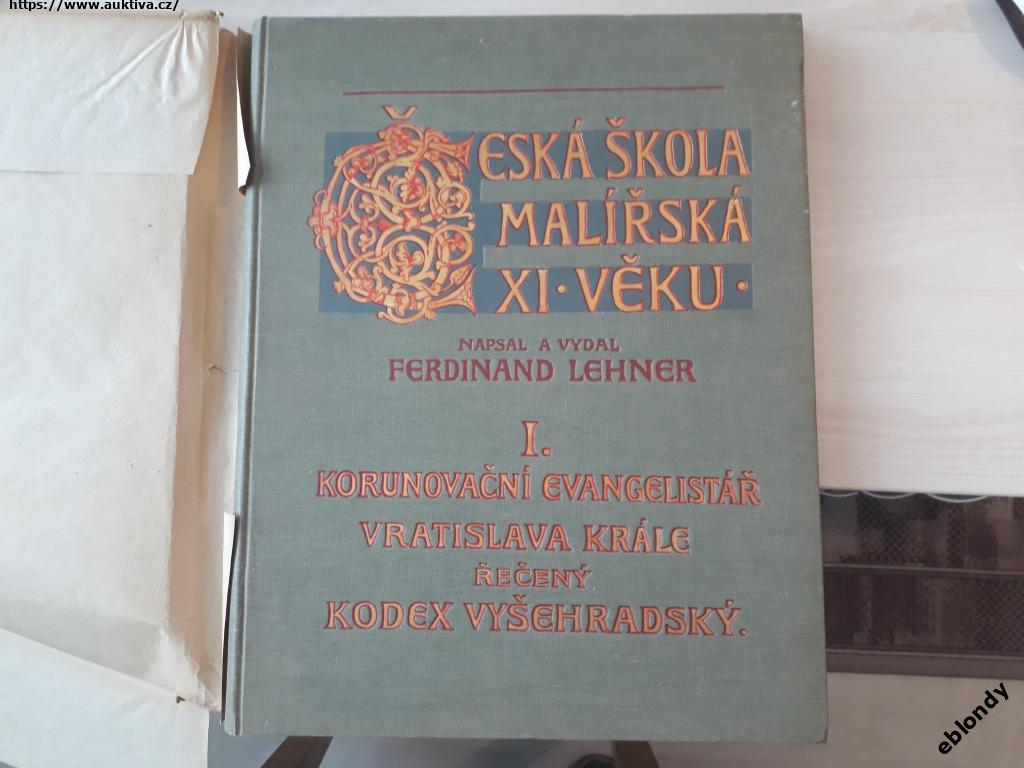 https://www.auktiva.cz/
ČESKÁ ŠKOLA
MALÍŘSKÁ
XI · VĚKU ·
NAPSAL A VYDAL
FERDINAND LEHNER
I.
KORUNOVAČNÍ EVANGELISTÁŘ
VRATISLAVA KRÁLE
ŘEČENÝ
KODEX VYŠEHRADSKÝ.
eblondy